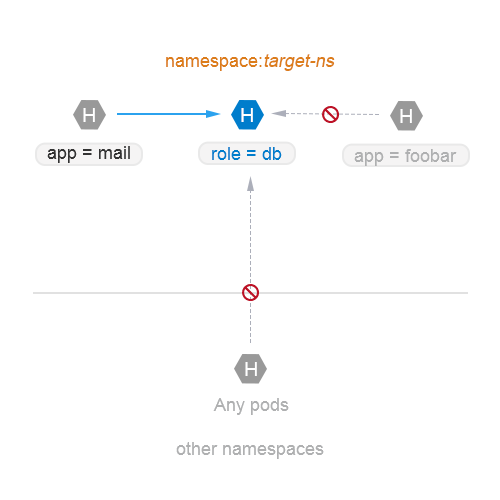 namespace:target-ns
H
H
H
app = mail
role = db
app = foobar
H
Any pods
other namespaces